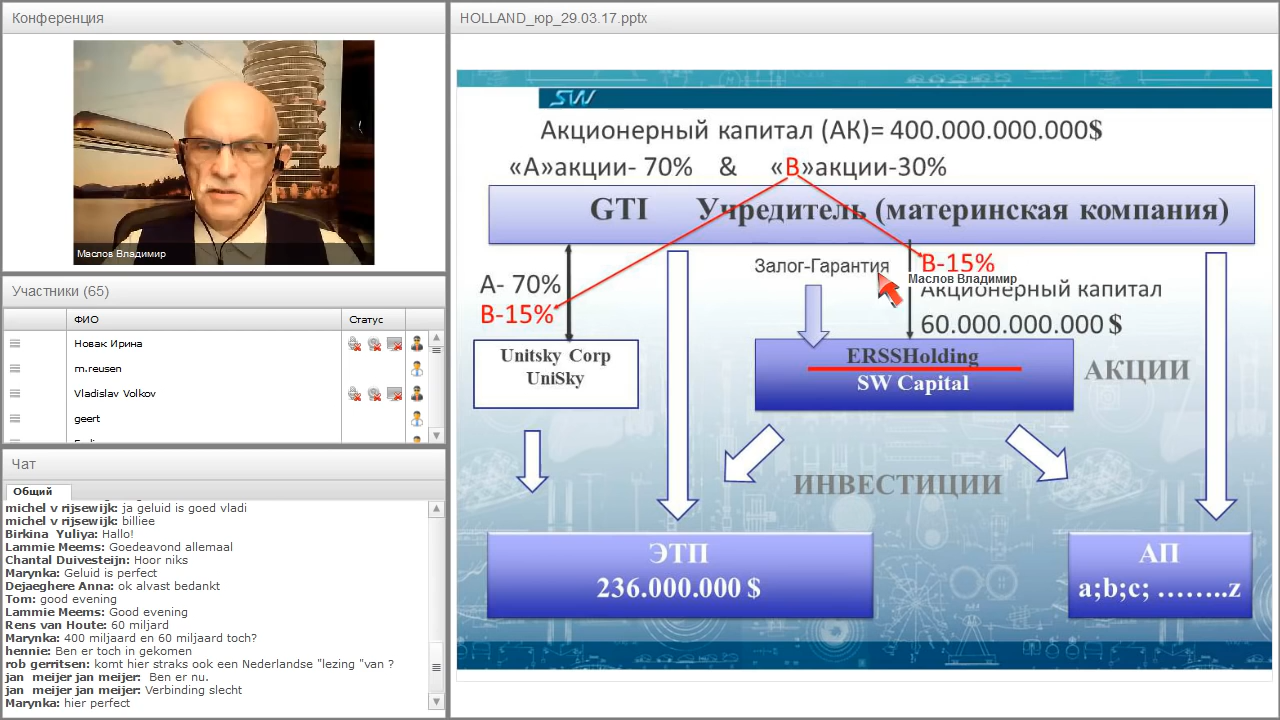 Конференция
Маслов Владимир
Участники (65)
ФИО
Статус
Новак Ирина
m.reusen
Vladislav Volkov
geert
Чат
Общий
michel v rijsewijk: ja geluid is goed vladi
michel v rijsewijk: billiee
Birkina Yuliya: Hallo!
Lammie Meems: Goedeavond allemaal
Chantal Duivesteijn: Hoor niks
Marynka: Geluid is perfect
Dejaeghere Anna: ok alvast bedankt
Tom: good evening
Lammie Meems: Good evening
Rens van Houte: 60 miljard
Marynka: 400 miljaard en 60 miljaard toch?
hennie: Ben er toch in gekomen
rob gerritsen: komt hier straks ook een Nederlandse "lezing "van ?
jan meijer jan meijer: Ben er nu.
jan meijer jan meijer: Verbinding slecht
Marynka: hier perfect
HOLLAND_юр_29.03.17.pptx
SW
Акционерный капитал (АК)= 400.000.000.000$
«А»акции- 70% & «В»акции-30%
GTI Учредитель (материнская компания)
А- 70%
В-15%
Залог-Гарантия
В-15%
Маслов Владимир
Акционерный капитал
60.000.000.000 $
Unitsky Corp
UniSky
ERSSHolding
SW Capital
АКЦИИ
ИНВЕСТИЦИИ
ЭТП
236.000.000 $
АП
a;b;c; ……..z